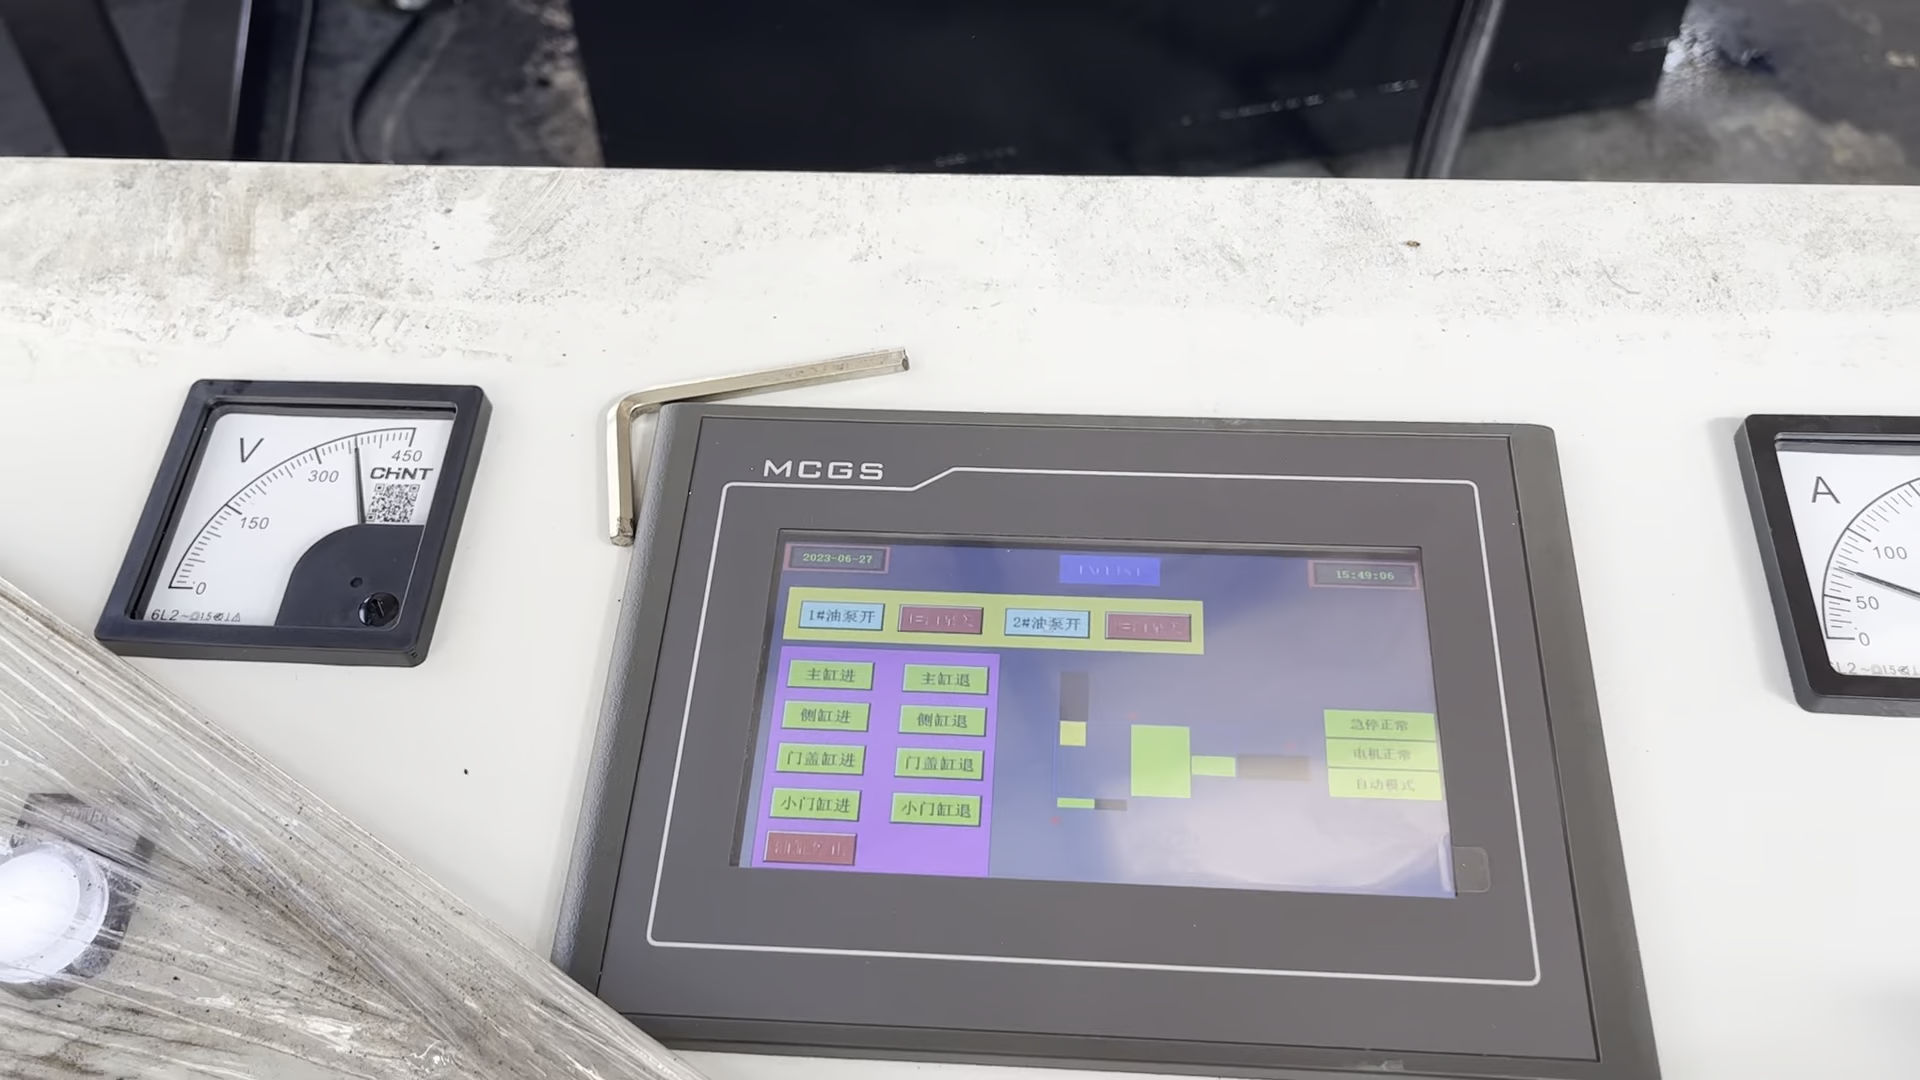 V
450
300
CHNT
150
0
6L2
MCGS
2023-06-27
15:49:06
1#油泵开
2#油泵开
主缸进
主缸退
侧缸进
侧缸退
门盖缸进
门盖缸退
小门缸进
小门缸退
急停正常
电机正常
自动模式
A
100
50
0